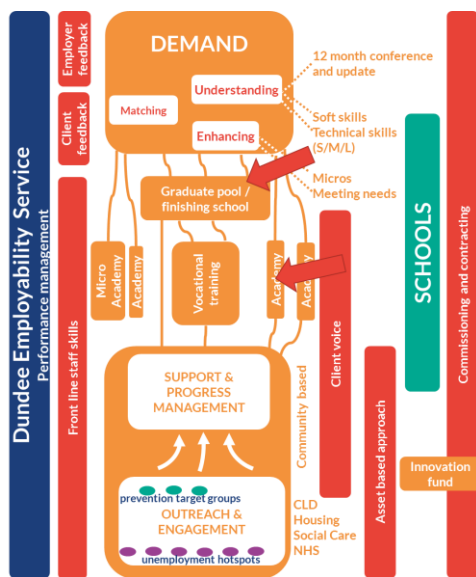 Dundee Employability Service
Performance management
Employer
feedback
Client
feedback
Front line staff skills
DEMAND
Understanding
Matching
Enhancing
12 month conference
and update
Soft skills
Technical skills
(S/M/L)
Micros
Meeting needs
Graduate pool /
finishing school
Micro
Academy
Academy
Vocational
training
Academy
Academy
SUPPORT &
PROGRESS
MANAGEMENT
Community based
prevention target groups
OUTREACH &
ENGAGEMENT
unemployment hotspots
CLD
Housing
Social Care
NHS
Client voice
Asset based approach
SCHOOLS
Innovation
fund
Commissioning and contracting